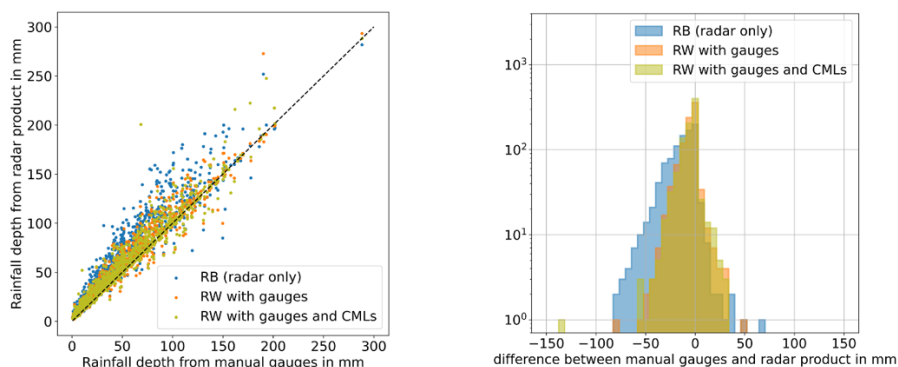 300
250
200
150
100
50
0
Rainfall depth from radar product in mm
RB (radar only)
RW with gauges
RW with gauges and CMLs
0 50 100 150 200 250 300
Rainfall depth from manual gauges in mm
10³
10²
10¹
10⁰
RB (radar only)
RW with gauges
RW with gauges and CMLs
−150 −100 −50 0 50 100 150
difference between manual gauges and radar product in mm